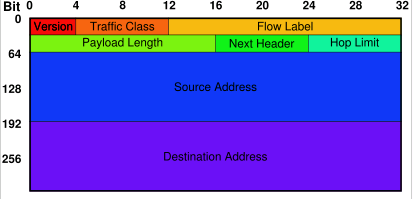 Bit 0 4 8 12 16 20 24 28 32
0 Version Traffic Class Flow Label
Payload Length Next Header Hop Limit
64
128 Source Address
192
256 Destination Address